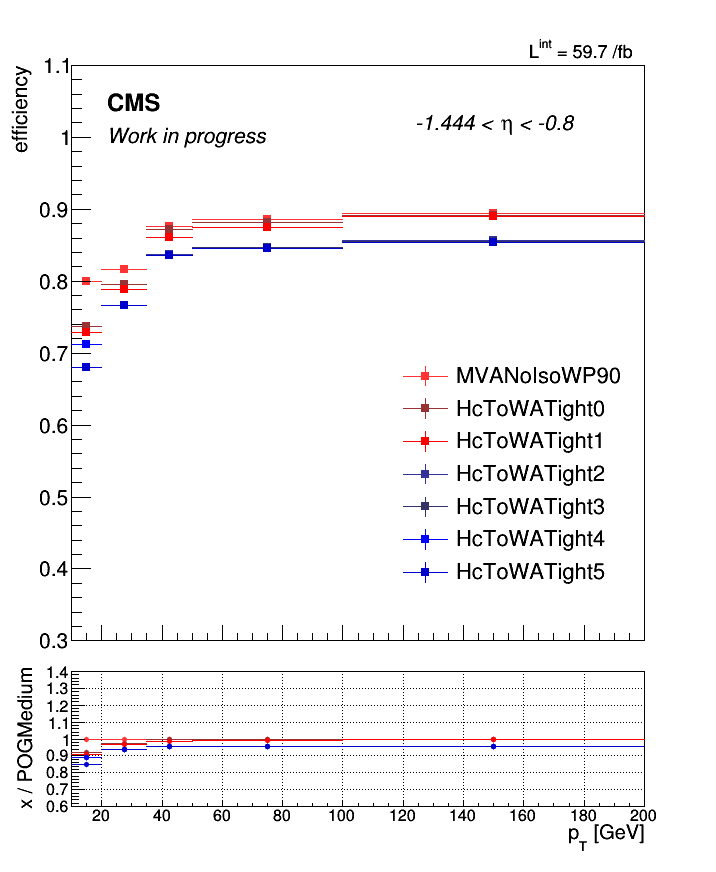 L^int = 59.7 /fb
efficiency
1.1
CMS
Work in progress
-1.444 < η < -0.8
1
0.9
0.8
0.7
0.6
0.5
0.4
0.3
MVANoIsoWP90
HcToWATight0
HcToWATight1
HcToWATight2
HcToWATight3
HcToWATight4
HcToWATight5
x / POGMedium
1.4
1.3
1.2
1.1
1
0.9
0.8
0.7
0.6
20 40 60 80 100 120 140 160 180 200
p_T [GeV]